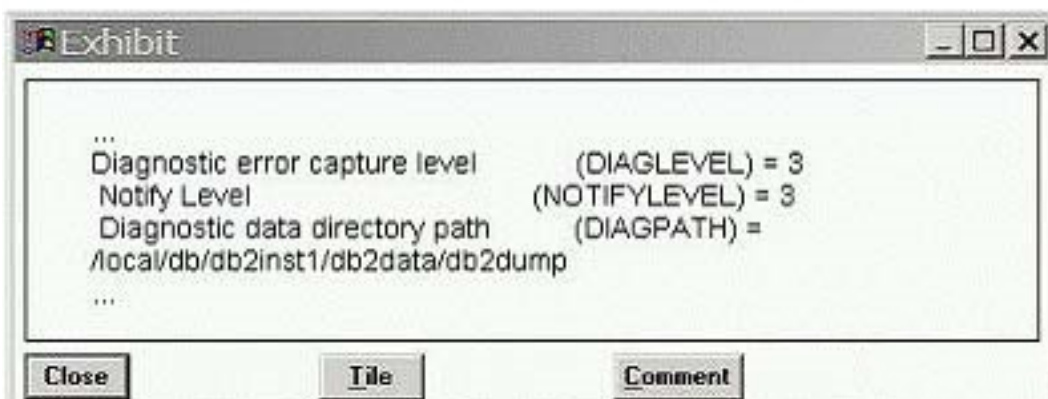 Exhibit
...
Diagnostic error capture level (DIAGLEVEL) = 3
Notify Level (NOTIFYLEVEL) = 3
Diagnostic data directory path (DIAGPATH) =
/local/db/db2inst1/db2data/db2dump
...
Close Tile Comment